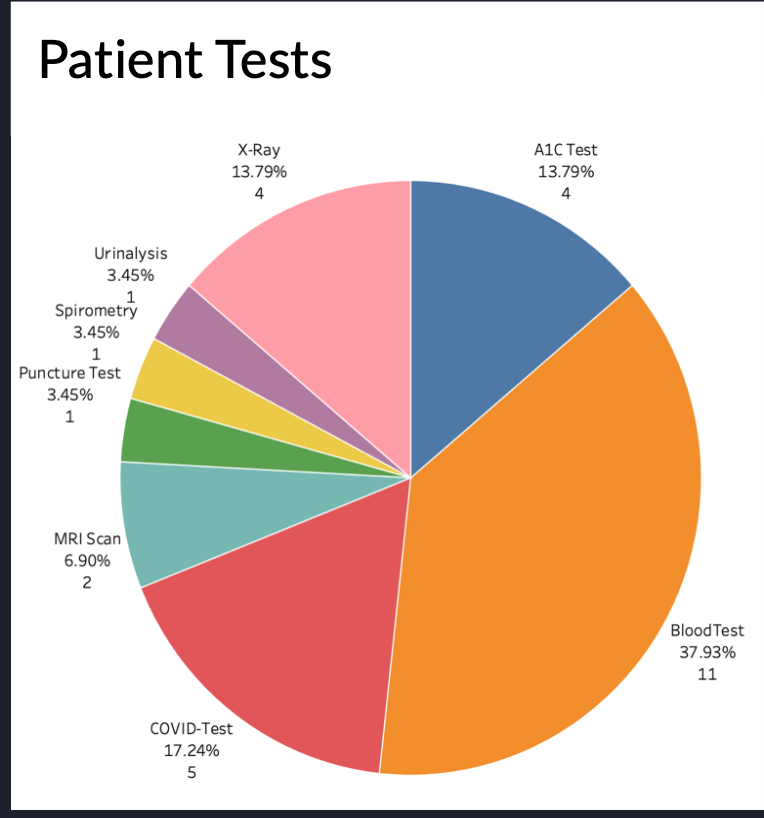 Patient Tests
X-Ray
13.79%
4
A1C Test
13.79%
4
Urinalysis
3.45%
1
Spirometry
3.45%
1
Puncture Test
3.45%
1
MRI Scan
6.90%
2
BloodTest
37.93%
11
COVID-Test
17.24%
5